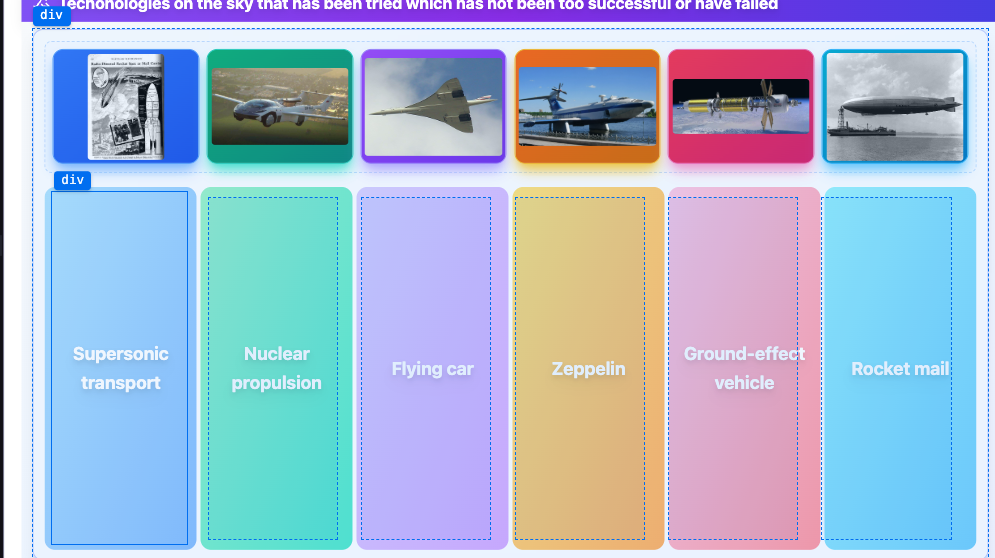 Techonologies on the sky that has been tried which has not been too successful or have failed
div
div
Supersonic
transport
Nuclear
propulsion
Flying car
Zeppelin
Ground-effect
vehicle
Rocket mail